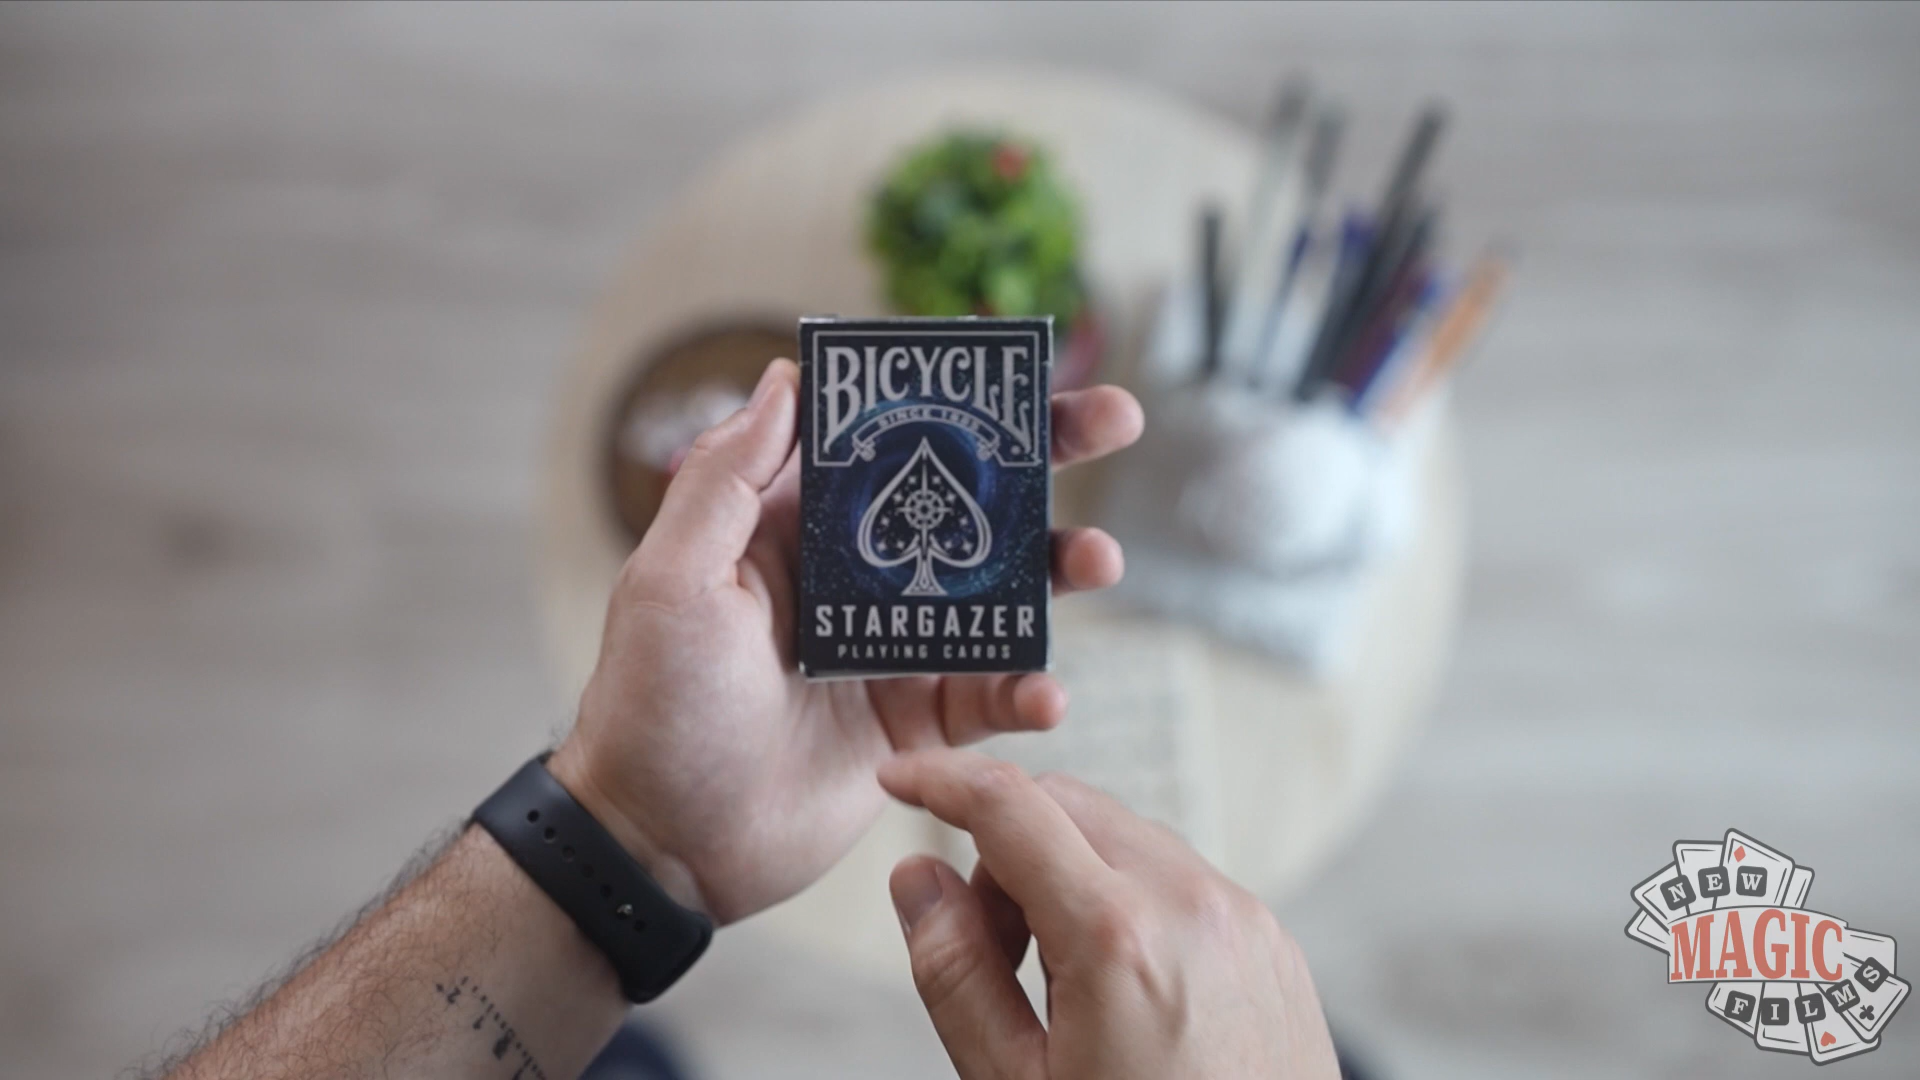 BICYCLE
SINCE 1885
STARGAZER
PLAYING CARDS
NEW
MAGIC
FILMS